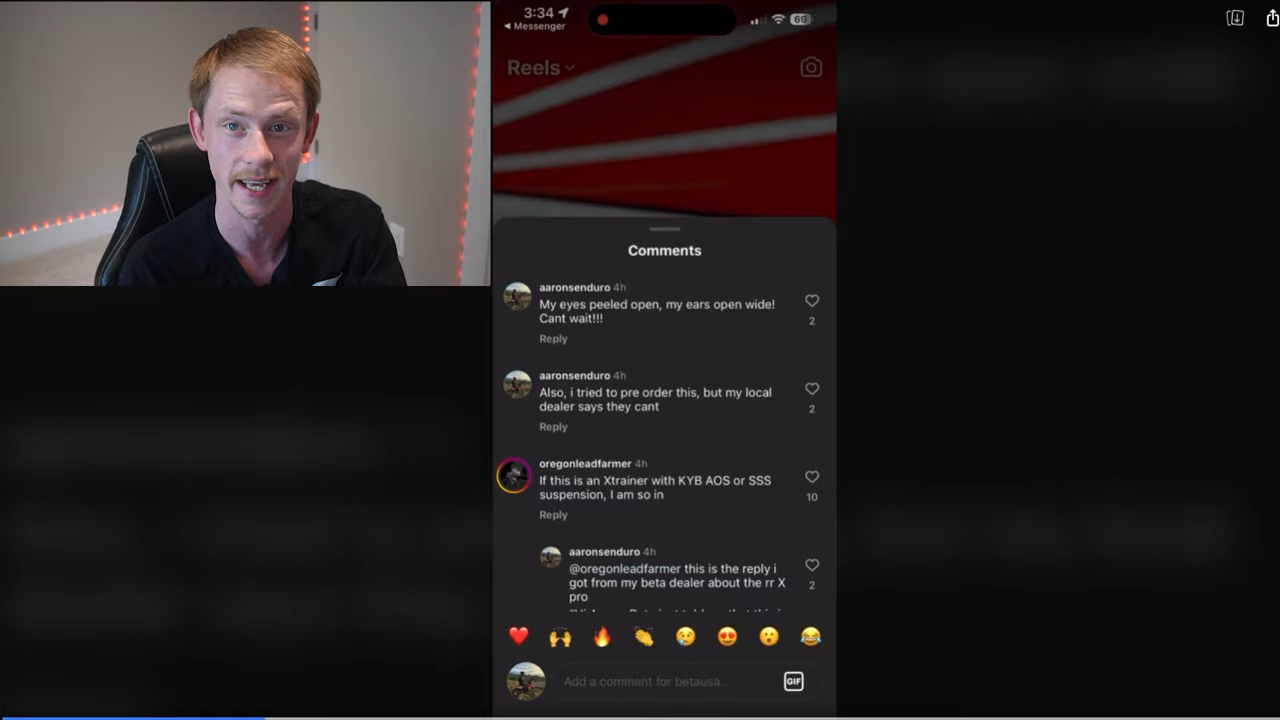 3:34
Messenger
69
Reels
Comments
aaronsenduro 4h
My eyes peeled open, my ears open wide!
Cant wait!!!
2
Reply
aaronsenduro 4h
Also, i tried to pre order this, but my local
dealer says they cant
2
Reply
oregonleadfarmer 4h
If this is an Xtrainer with KYB AOS or SSS
suspension, I am so in
10
Reply
aaronsenduro 4h
@oregonleadfarmer this is the reply i
got from my beta dealer about the rr X
pro
2
Add a comment for betausa...
GIF